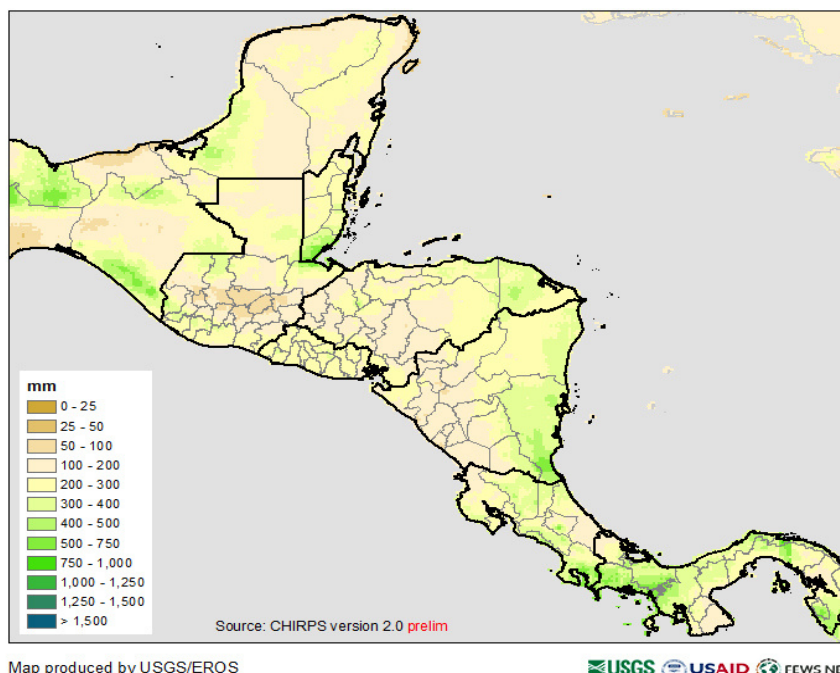 mm
0 - 25
25 - 50
50 - 100
100 - 200
200 - 300
300 - 400
400 - 500
500 - 750
750 - 1,000
1,000 - 1,250
1,250 - 1,500
> 1,500
Source: CHIRPS version 2.0 prelim
Map produced by USGS/EROS
USGS USAID FEWS NE